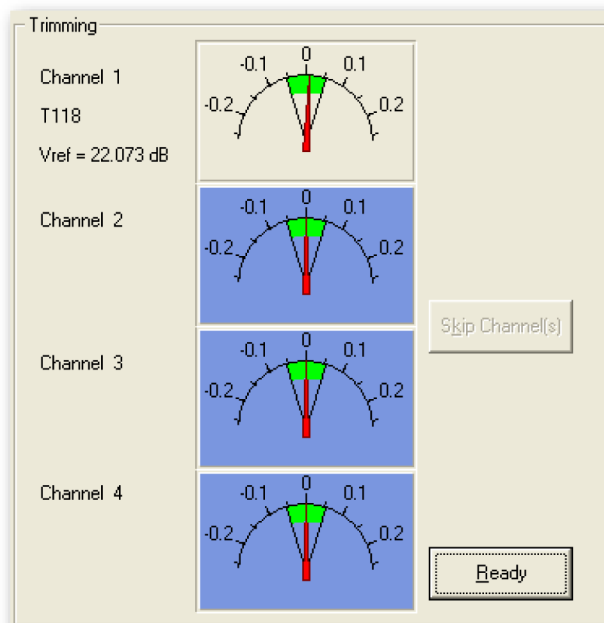 Trimming
Channel 1
T118
Vref = 22.073 dB
-0.2 -0.1 0 0.1 0.2
Channel 2
-0.2 -0.1 0 0.1 0.2
Channel 3
-0.2 -0.1 0 0.1 0.2
Channel 4
-0.2 -0.1 0 0.1 0.2
Skip Channel(s)
Ready